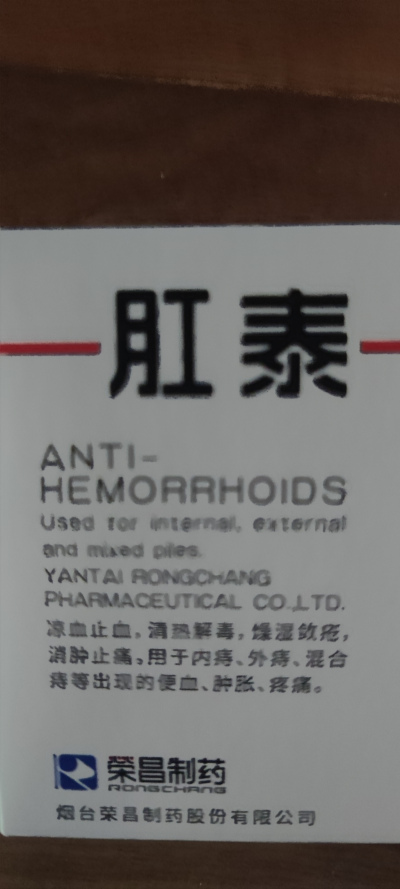 肛泰
ANTI-
HEMORRHOIDS
Used for internal, external
and mixed piles.
YANTAI RONGCHANG
PHARMACEUTICAL CO.,LTD.
凉血止血，清热解毒，燥湿敛疮，
消肿止痛。用于内痔、外痔、混合
痔等出现的便血、肿胀、疼痛。
榮昌制药
RONGCHANG
烟台荣昌制药股份有限公司